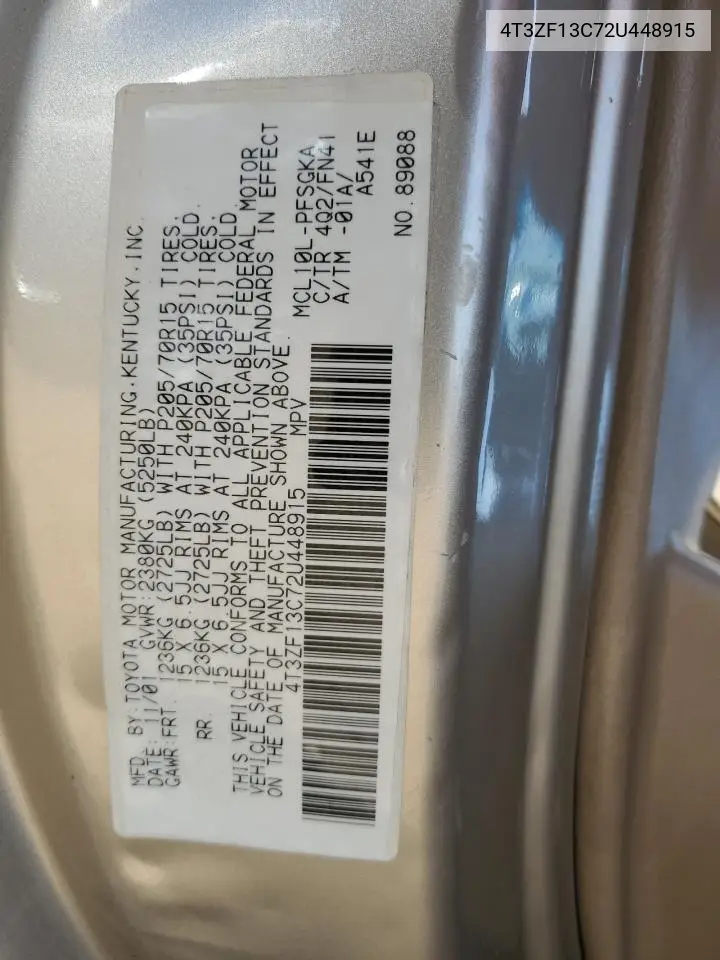 4T3ZF13C72U448915
MFD. BY: TOYOTA MOTOR MANUFACTURING. KENTUCKY. INC.
DATE: 11/01 GVWR: 2380KG (5250LB)
GAWR: FRT. 1236KG (2725LB) WITH P205/70R15 TIRES.
15 X 6.5JJ RIMS AT 240KPA (35PSI) COLD.
RR. 1236KG (2725LB) WITH P205/70R15 TIRES.
15 X 6.5JJ RIMS AT 240KPA (35PSI) COLD.
THIS VEHICLE CONFORMS TO ALL APPLICABLE FEDERAL MOTOR
VEHICLE SAFETY AND THEFT PREVENTION STANDARDS IN EFFECT
ON THE DATE OF MANUFACTURE SHOWN ABOVE.
4T3ZF13C72U448915 MPV
MCL10L-PFSGKA
C/TR 4Q2/FN41
A/TM -01A/
A541E
NO. 89088